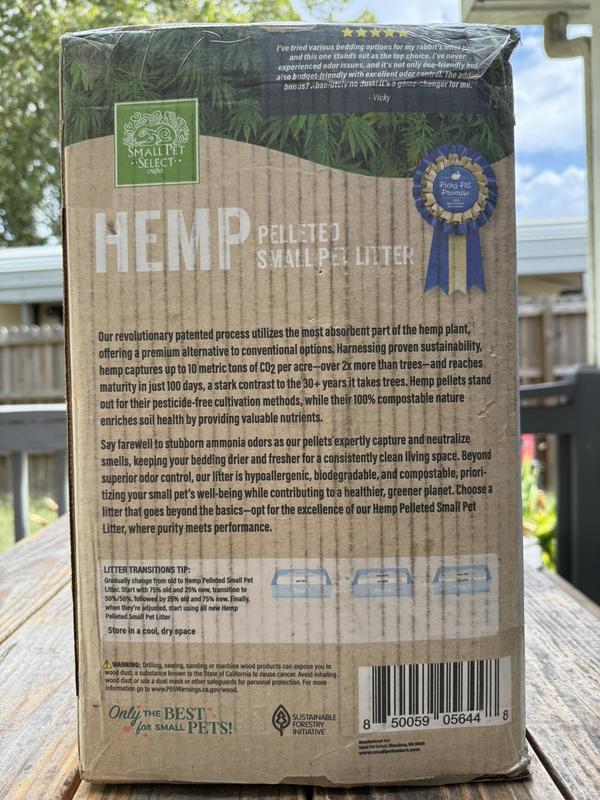 ★★★★★
I've tried various bedding options for my rabbit's litter pan
and this one stands out as the top choice. I've never
experienced odor issues, and it's not only eco-friendly but
also budget-friendly with excellent odor control. The added
bonus? Absolutely no dust! It's a game-changer for me.
- Vicky
SMALL PET
·SELECT·
Picky Pet
Promise
HEMP PELLETED
SMALL PET LITTER
Our revolutionary patented process utilizes the most absorbent part of the hemp plant,
offering a premium alternative to conventional options. Harnessing proven sustainability,
hemp captures up to 10 metric tons of CO2 per acre—over 2x more than trees—and reaches
maturity in just 100 days, a stark contrast to the 30+ years it takes trees. Hemp pellets stand
out for their pesticide-free cultivation methods, while their 100% compostable nature
enriches soil health by providing valuable nutrients.
Say farewell to stubborn ammonia odors as our pellets expertly capture and neutralize
smells, keeping your bedding drier and fresher for a consistently clean living space. Beyond
superior odor control, our litter is hypoallergenic, biodegradable, and compostable, priori-
tizing your small pet's well-being while contributing to a healthier, greener planet. Choose a
litter that goes beyond the basics—opt for the excellence of our Hemp Pelleted Small Pet
Litter, where purity meets performance.
LITTER TRANSITIONS TIP:
Gradually change from old to Hemp Pelleted Small Pet
Litter. Start with 75% old and 25% new, transition to
50%/50%, followed by 25% old and 75% new. Finally,
when they're adjusted, start using all new Hemp
Pelleted Small Pet Litter
Store in a cool, dry space
WARNING: Drilling, sawing, sanding or machine wood products can expose you to
wood dust, a substance known to the State of California to cause cancer. Avoid inhaling
wood dust or use a dust mask or other safeguards for personal protection. For more
information go to www.P65Warnings.ca.gov/wood.
Only THE BEST
for SMALL PETS!
SUSTAINABLE
FORESTRY
INITIATIVE
8 50059 05644 8
Manufactured For:
www.smallpetselect.com